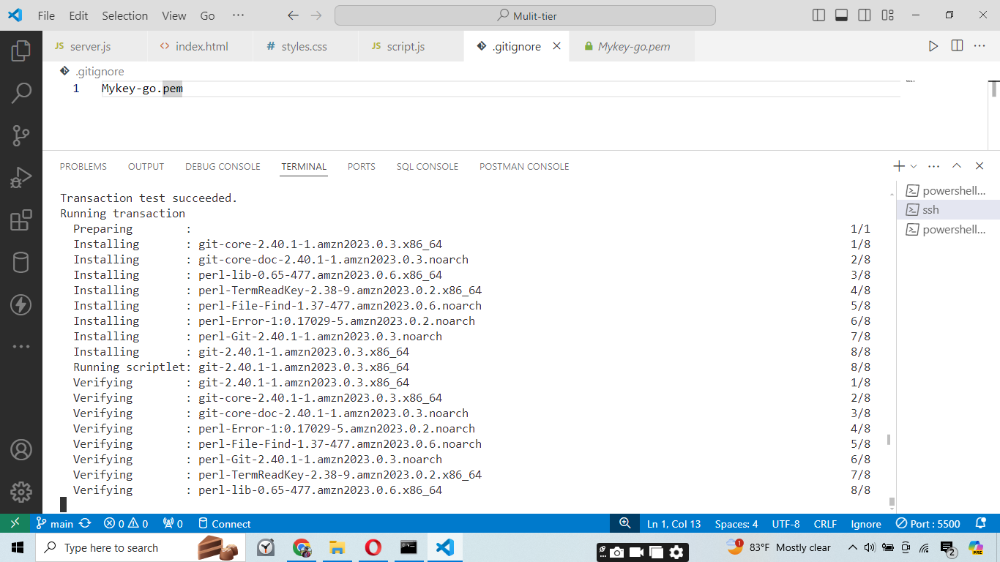 File Edit Selection View Go ··· Mulit-tier
JS server.js <> index.html # styles.css JS script.js .gitignore Mykey-go.pem
.gitignore
1 Mykey-go.pem
PROBLEMS OUTPUT DEBUG CONSOLE TERMINAL PORTS SQL CONSOLE POSTMAN CONSOLE
Transaction test succeeded.
Running transaction
Preparing : 1/1
Installing : git-core-2.40.1-1.amzn2023.0.3.x86_64 1/8
Installing : git-core-doc-2.40.1-1.amzn2023.0.3.noarch 2/8
Installing : perl-lib-0.65-477.amzn2023.0.6.x86_64 3/8
Installing : perl-TermReadKey-2.38-9.amzn2023.0.2.x86_64 4/8
Installing : perl-File-Find-1.37-477.amzn2023.0.6.noarch 5/8
Installing : perl-Error-1:0.17029-5.amzn2023.0.2.noarch 6/8
Installing : perl-Git-2.40.1-1.amzn2023.0.3.noarch 7/8
Installing : git-2.40.1-1.amzn2023.0.3.x86_64 8/8
Running scriptlet: git-2.40.1-1.amzn2023.0.3.x86_64 8/8
Verifying : git-2.40.1-1.amzn2023.0.3.x86_64 1/8
Verifying : git-core-2.40.1-1.amzn2023.0.3.x86_64 2/8
Verifying : git-core-doc-2.40.1-1.amzn2023.0.3.noarch 3/8
Verifying : perl-Error-1:0.17029-5.amzn2023.0.2.noarch 4/8
Verifying : perl-File-Find-1.37-477.amzn2023.0.6.noarch 5/8
Verifying : perl-Git-2.40.1-1.amzn2023.0.3.noarch 6/8
Verifying : perl-TermReadKey-2.38-9.amzn2023.0.2.x86_64 7/8
Verifying : perl-lib-0.65-477.amzn2023.0.6.x86_64 8/8
powershell...
ssh
powershell...
main 0 0 0 Connect Ln 1, Col 13 Spaces: 4 UTF-8 CRLF Ignore Port : 5500
Type here to search 1 83°F Mostly clear 2 PRE